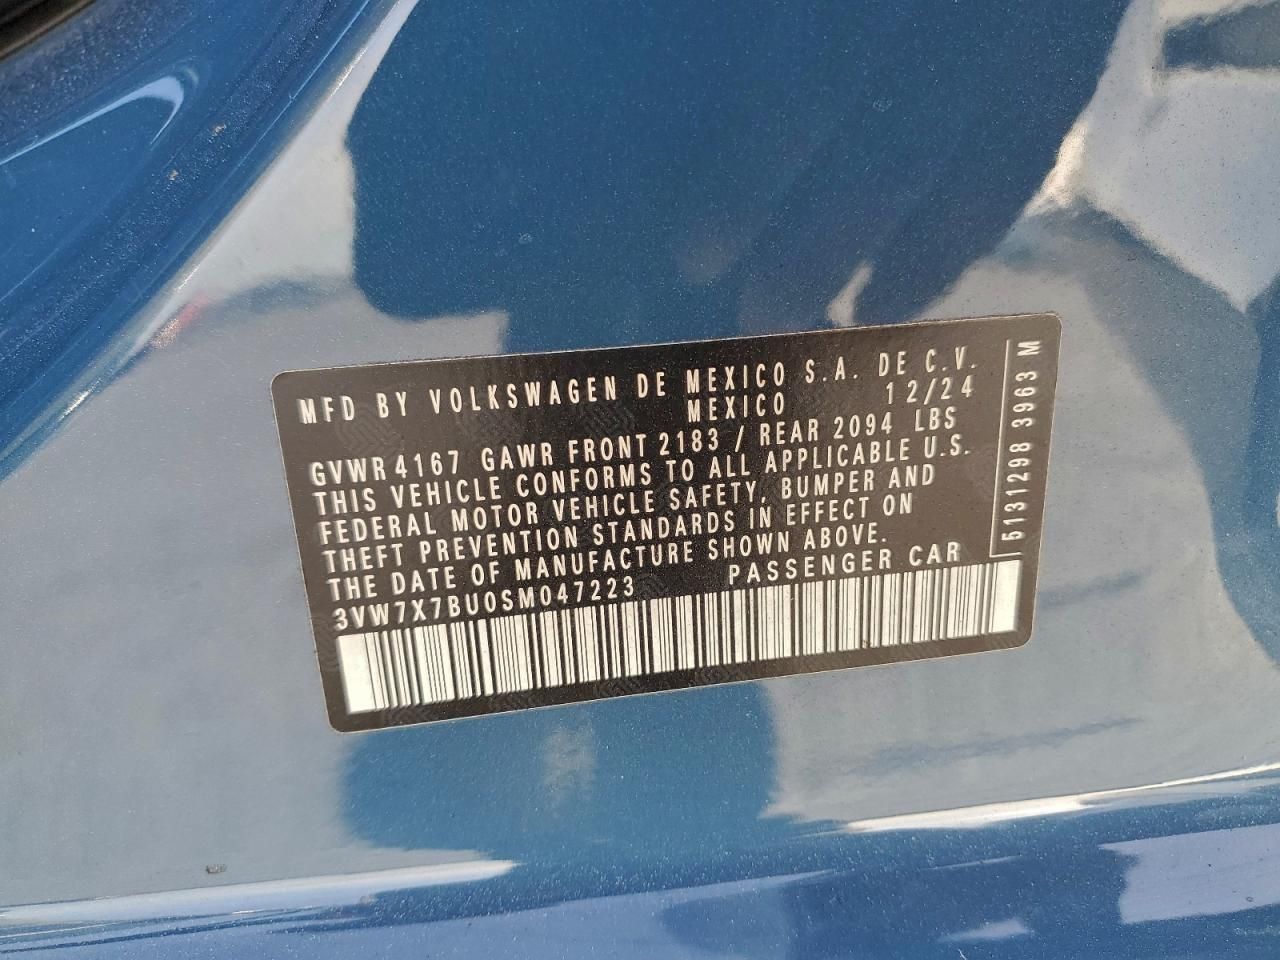 MFD BY VOLKSWAGEN DE MEXICO S.A. DE C.V.
MEXICO 12/24
GVWR 4167 GAWR FRONT 2183 / REAR 2094 LBS
THIS VEHICLE CONFORMS TO ALL APPLICABLE U.S.
FEDERAL MOTOR VEHICLE SAFETY, BUMPER AND
THEFT PREVENTION STANDARDS IN EFFECT ON
THE DATE OF MANUFACTURE SHOWN ABOVE.
3VW7X7BU0SM047223 PASSENGER CAR
5131298 3963 M